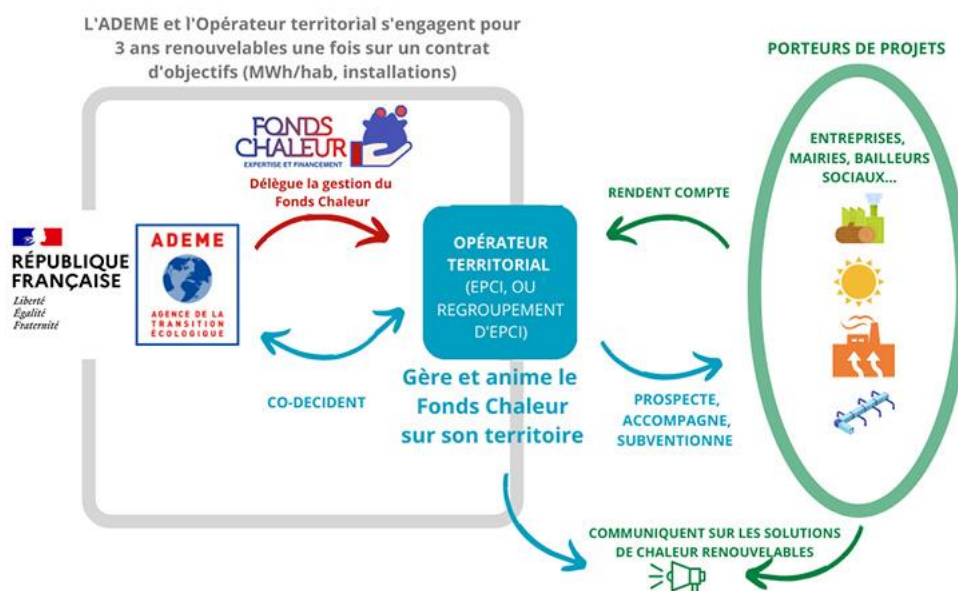 L'ADEME et l'Opérateur territorial s'engagent pour
3 ans renouvelables une fois sur un contrat
d'objectifs (MWh/hab, installations)
PORTEURS DE PROJETS
FONDS
CHALEUR
EXPERTISE ET FINANCEMENT
Délègue la gestion du
Fonds Chaleur
ENTREPRISES,
MAIRIES, BAILLEURS
SOCIAUX...
RENDENT COMPTE
RÉPUBLIQUE
FRANÇAISE
Liberté
Égalité
Fraternité
ADEME
AGENCE DE LA
TRANSITION
ÉCOLOGIQUE
OPÉRATEUR
TERRITORIAL
(EPCI, OU
REGROUPEMENT
D'EPCI)
CO-DECIDENT
Gère et anime le
Fonds Chaleur
sur son territoire
PROSPECTE,
ACCOMPAGNE,
SUBVENTIONNE
COMMUNIQUENT SUR LES SOLUTIONS
DE CHALEUR RENOUVELABLES